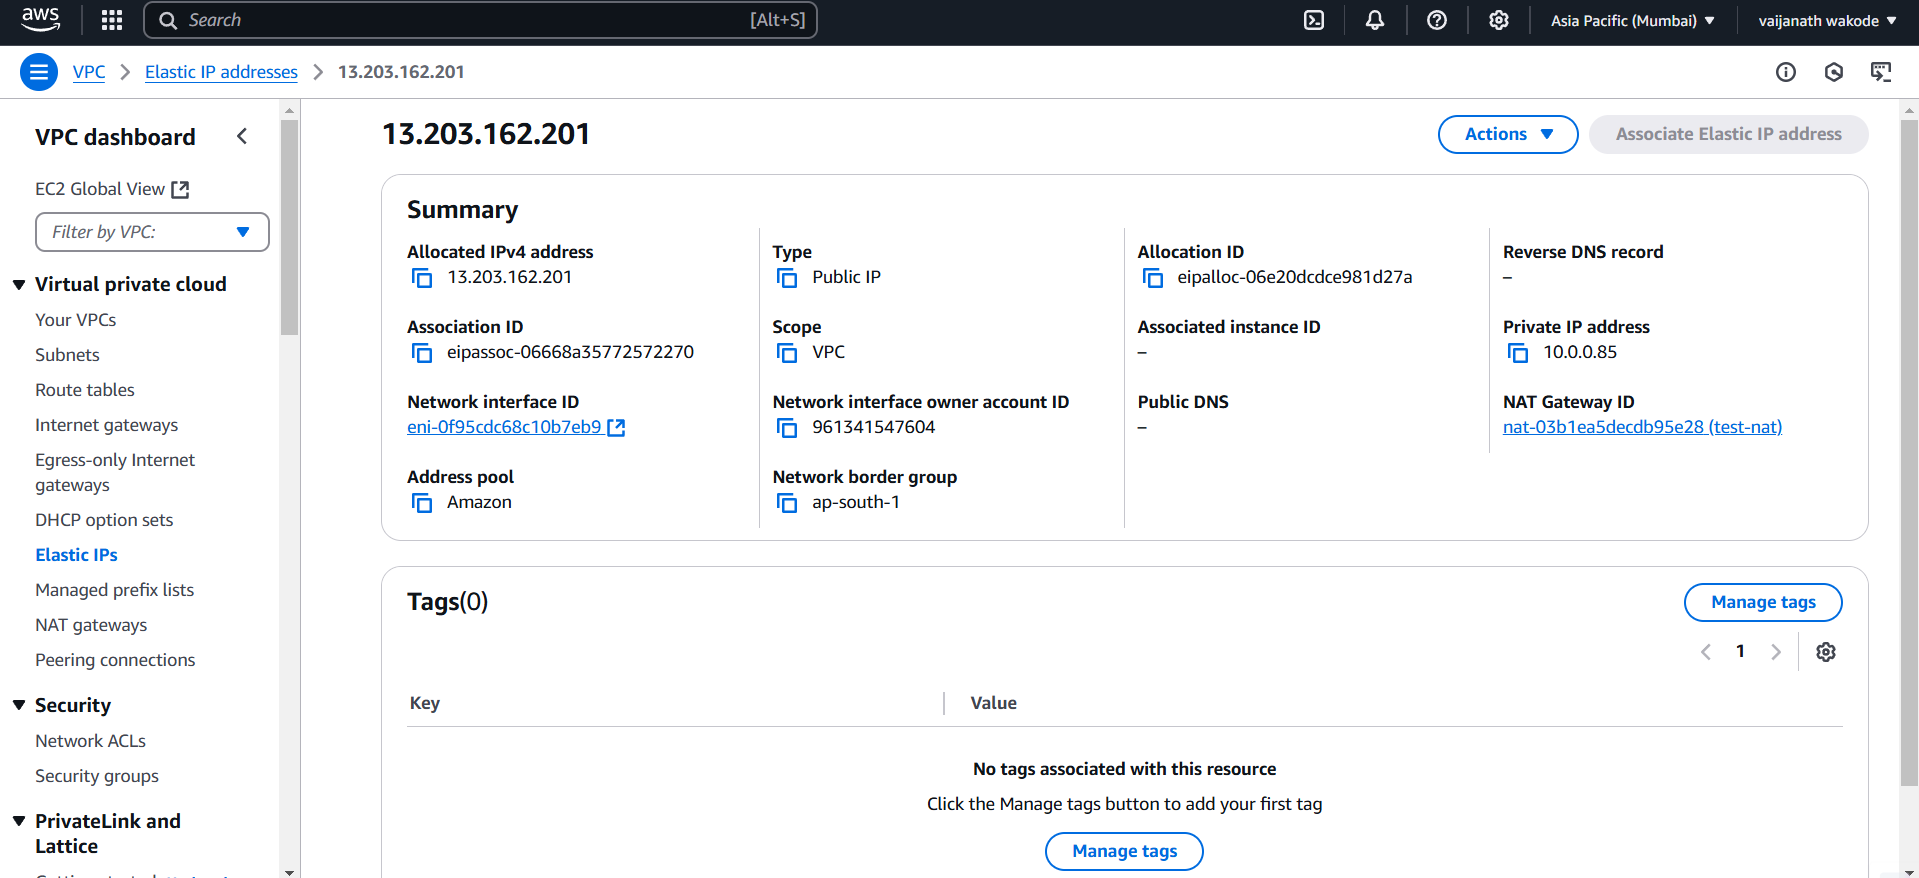 aws
Search [Alt+S]
Asia Pacific (Mumbai)
vaijanath wakode
VPC
Elastic IP addresses
13.203.162.201
VPC dashboard
EC2 Global View
Filter by VPC:
Virtual private cloud
Your VPCs
Subnets
Route tables
Internet gateways
Egress-only Internet
gateways
DHCP option sets
Elastic IPs
Managed prefix lists
NAT gateways
Peering connections
Security
Network ACLs
Security groups
PrivateLink and
Lattice
13.203.162.201
Actions
Associate Elastic IP address
Summary
Allocated IPv4 address
13.203.162.201
Type
Public IP
Allocation ID
eipalloc-06e20dcdce981d27a
Reverse DNS record
–
Association ID
eipassoc-06668a35772572270
Scope
VPC
Associated instance ID
–
Private IP address
10.0.0.85
Network interface ID
eni-0f95cdc68c10b7eb9
Network interface owner account ID
961341547604
Public DNS
–
NAT Gateway ID
nat-03b1ea5decdb95e28 (test-nat)
Address pool
Amazon
Network border group
ap-south-1
Tags(0)
Manage tags
1
Key
Value
No tags associated with this resource
Click the Manage tags button to add your first tag
Manage tags